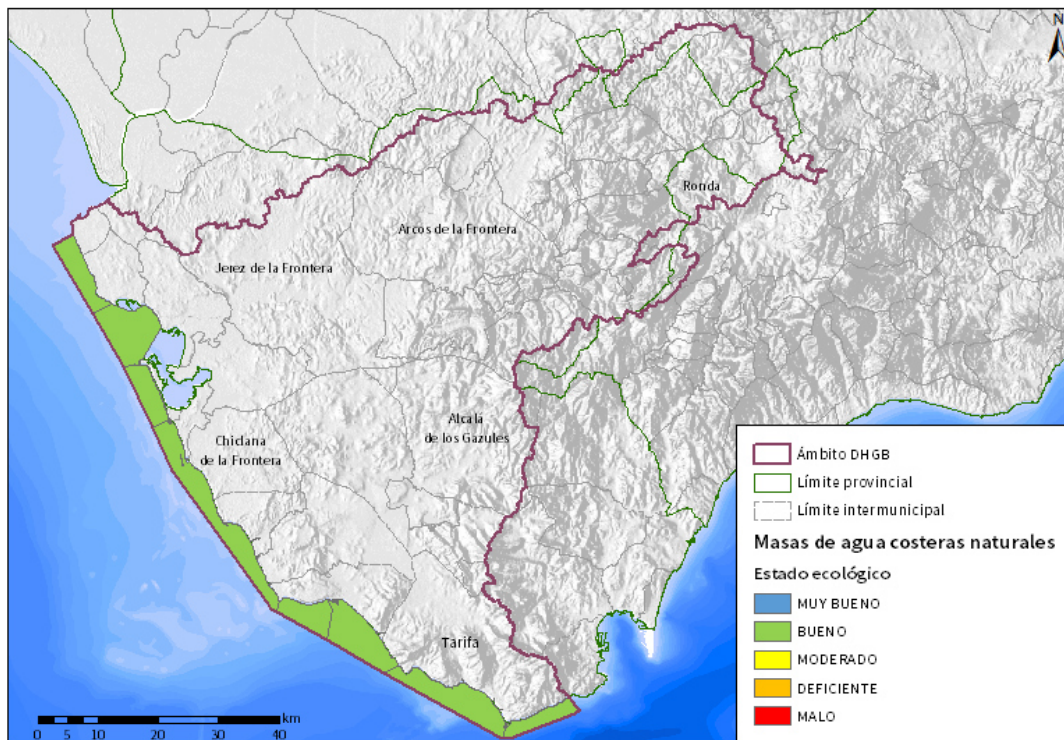 N
Ronda
Arcos de la Frontera
Jerez de la Frontera
Alcalá
de los Gazules
Chiclana
de la Frontera
Tarifa
km
0 5 10 20 30 40
Ámbito DHGB
Límite provincial
Límite intermunicipal
Masas de agua costeras naturales
Estado ecológico
MUY BUENO
BUENO
MODERADO
DEFICIENTE
MALO